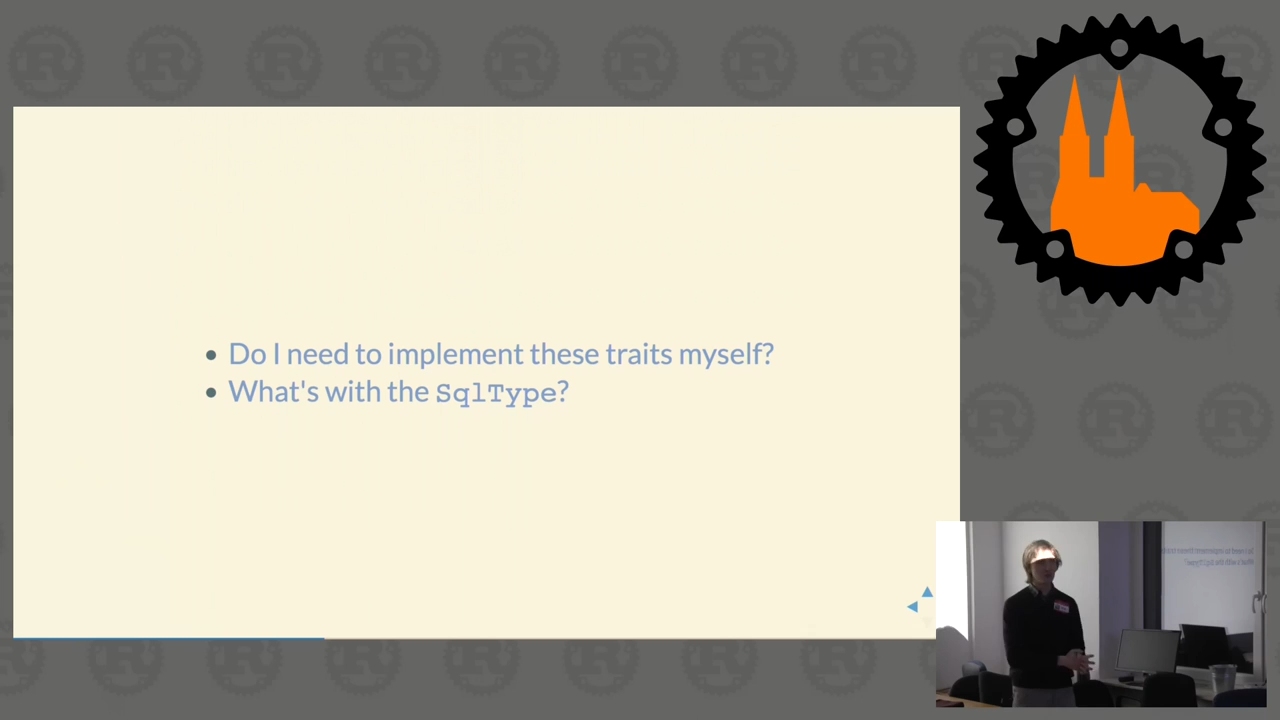 Do I need to implement these traits myself?
What's with the SqlType?